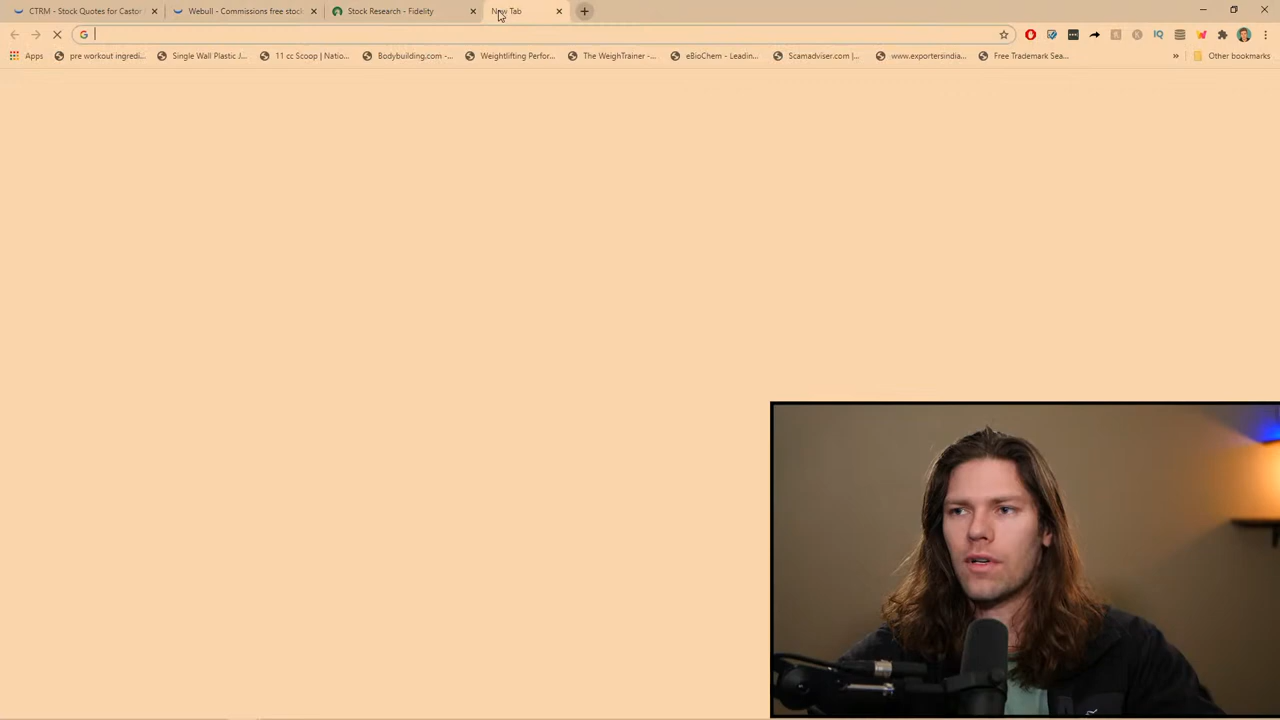 CTRM - Stock Quotes for Castor
Webull - Commissions free stock
Stock Research - Fidelity
New Tab
G
Apps
pre workout ingredi...
Single Wall Plastic J...
11 cc Scoop | Natio...
Bodybuilding.com -...
Weightlifting Perfor...
The WeighTrainer -...
eBioChem - Leadin...
Scamadviser.com |...
www.exportersindia...
Free Trademark Sea...
»
Other bookmarks